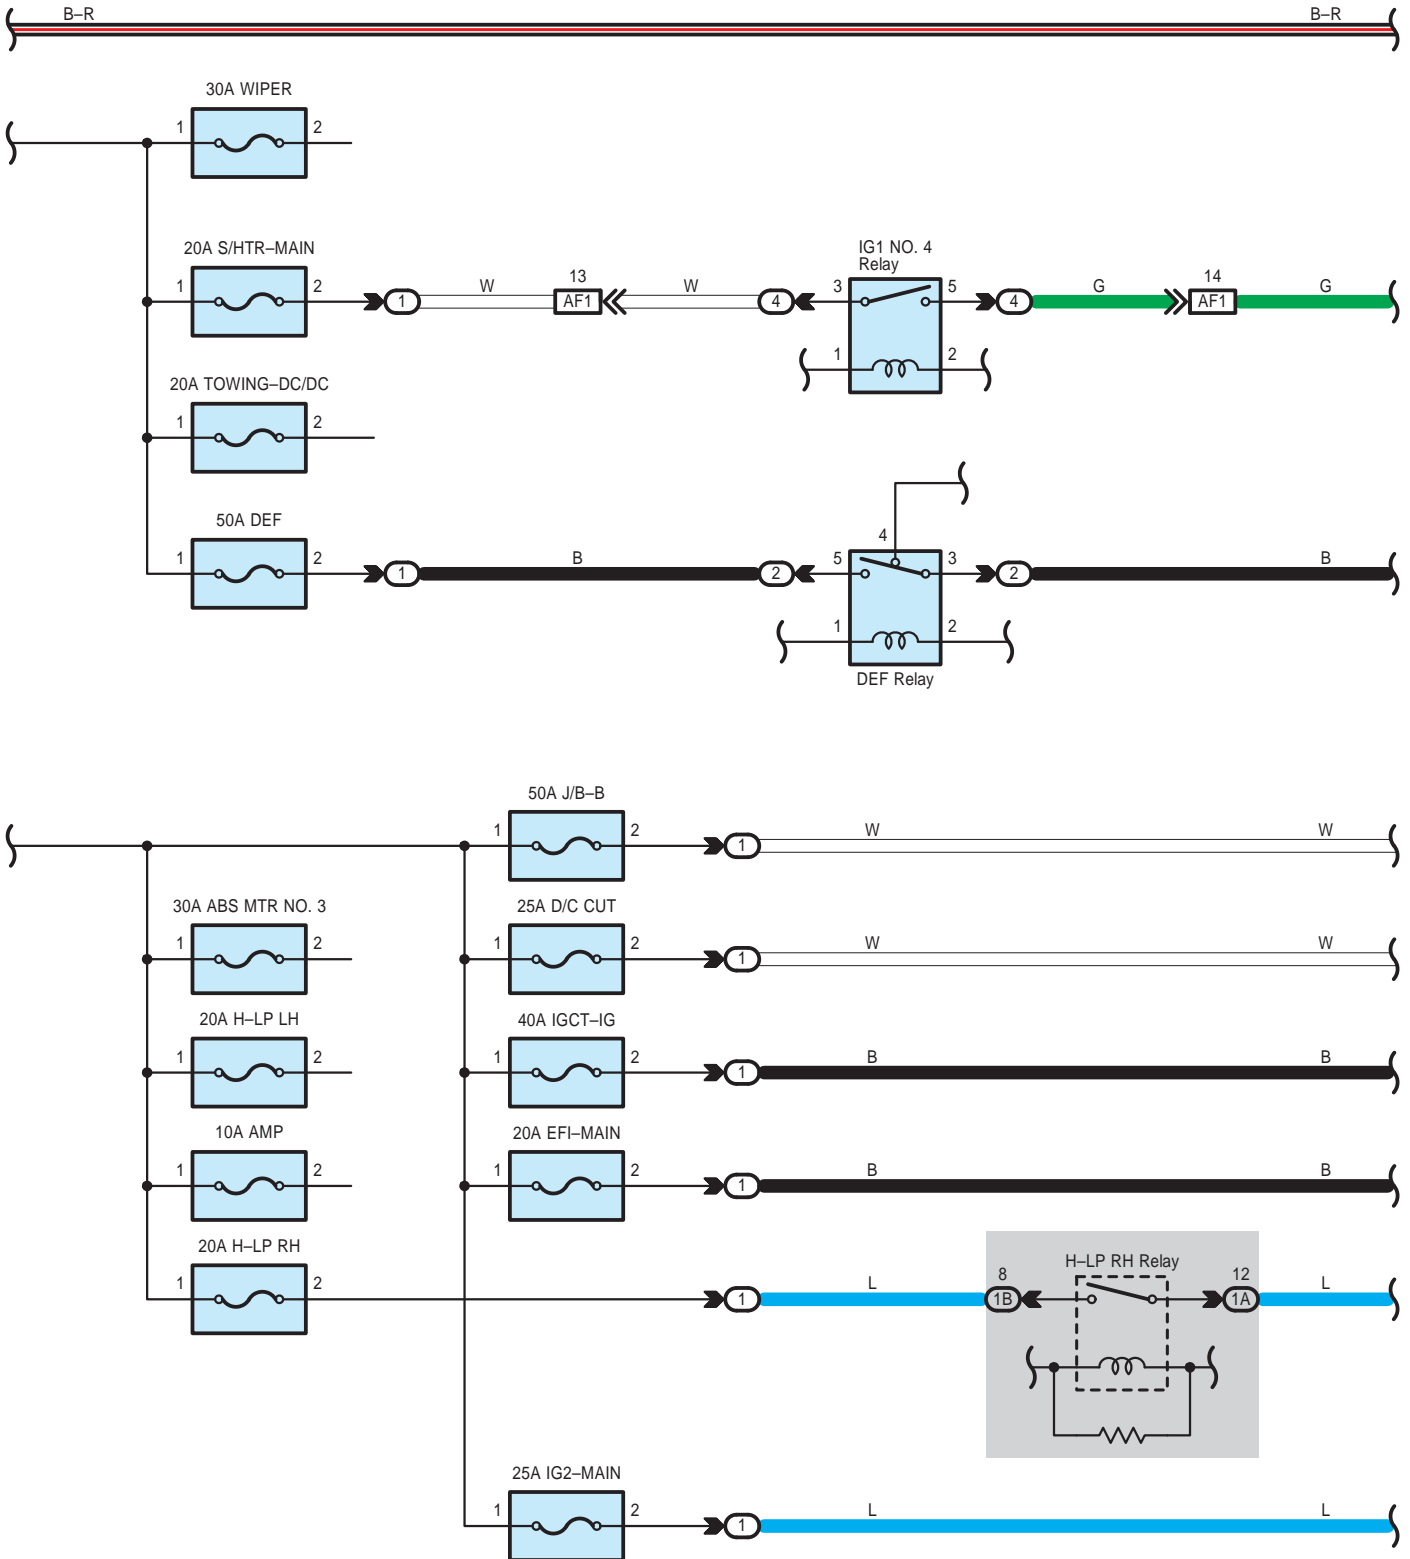 B–R B–R
30A WIPER
1 2
20A S/HTR–MAIN
1 2 1 W 13 AF1 W 4
IG1 NO. 4
Relay
3 5 4 G 14 AF1 G
1 2
20A TOWING–DC/DC
1 2
50A DEF
1 2 1 B 2
4
5 3 2 B
1 2
DEF Relay
50A J/B–B
1 2 1 W W
30A ABS MTR NO. 3
1 2
25A D/C CUT
1 2 1 W W
20A H–LP LH
1 2
40A IGCT–IG
1 2 1 B B
10A AMP
1 2
20A EFI–MAIN
1 2 1 B B
20A H–LP RH
1 2 1 L
H–LP RH Relay
8 12
1B 1A L
25A IG2–MAIN
1 2 1 L L